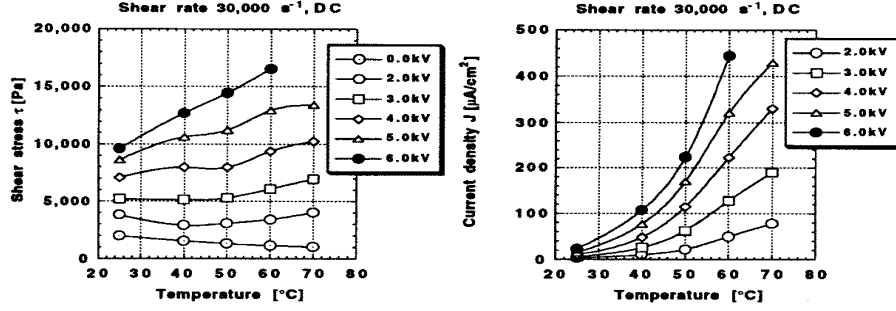 Shear rate 30,000 s⁻¹, DC
20,000
15,000
10,000
5,000
0
20 30 40 50 60 70 80
Temperature [°C]
Shear stress τ [Pa]
0.0kV
2.0kV
3.0kV
4.0kV
5.0kV
6.0kV
Shear rate 30,000 s⁻¹, DC
500
400
300
200
100
0
20 30 40 50 60 70 80
Temperature [°C]
Current density J [µA/cm²]
2.0kV
3.0kV
4.0kV
5.0kV
6.0kV